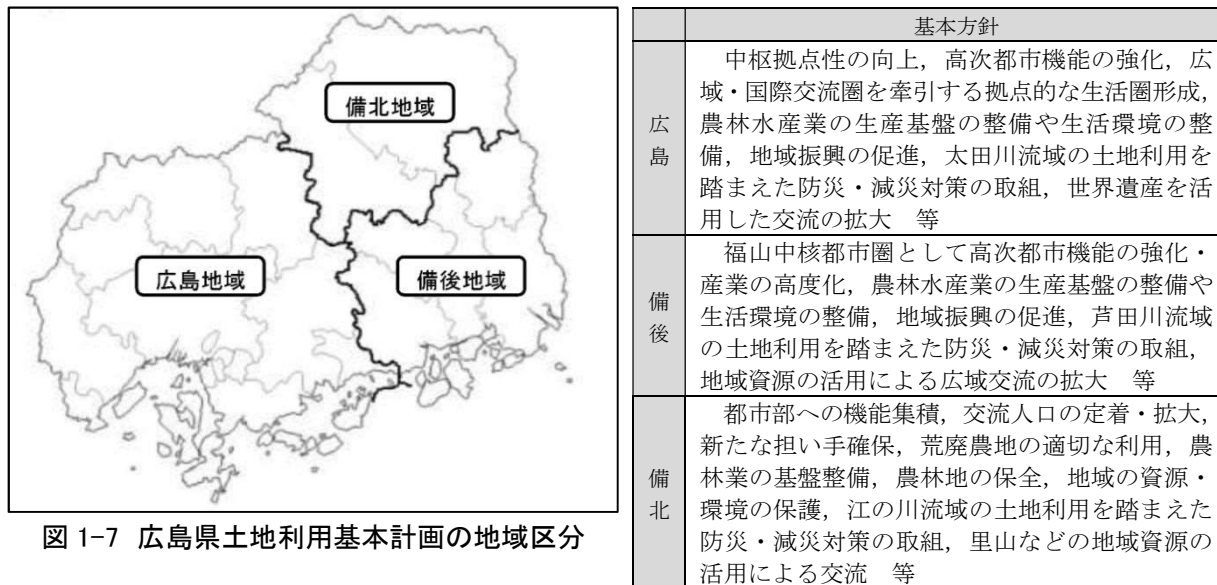 備北地域
広島地域
備後地域
図 1-7 広島県土地利用基本計画の地域区分
基本方針
広島
中枢拠点性の向上，高次都市機能の強化，広
域・国際交流圏を牽引する拠点的な生活圏形成，
農林水産業の生産基盤の整備や生活環境の整
備，地域振興の促進，太田川流域の土地利用を
踏まえた防災・減災対策の取組，世界遺産を活
用した交流の拡大　等
備後
福山中核都市圏として高次都市機能の強化・
産業の高度化，農林水産業の生産基盤の整備や
生活環境の整備，地域振興の促進，芦田川流域
の土地利用を踏まえた防災・減災対策の取組，
地域資源の活用による広域交流の拡大　等
備北
都市部への機能集積，交流人口の定着・拡大，
新たな担い手確保，荒廃農地の適切な利用，農
林業の基盤整備，農林地の保全，地域の資源・
環境の保護，江の川流域の土地利用を踏まえた
防災・減災対策の取組，里山などの地域資源の
活用による交流　等